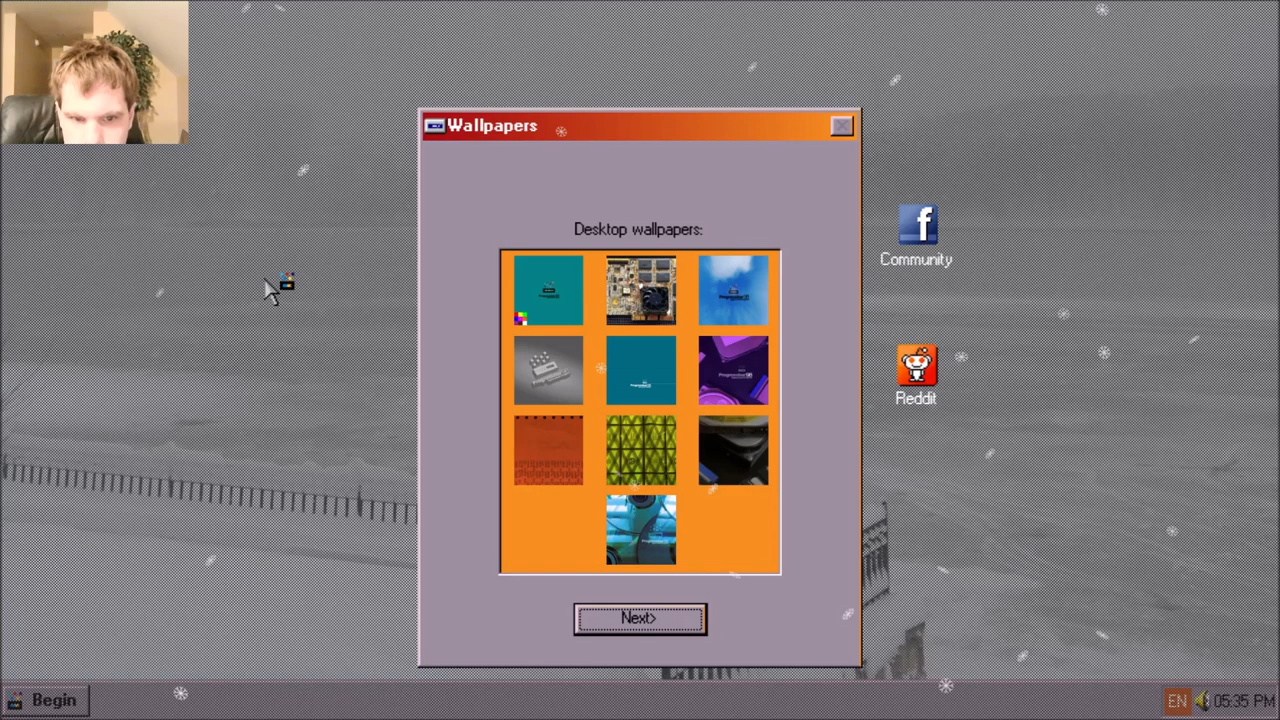 Wallpapers
Desktop wallpapers:
Community
Reddit
Next>
Begin
EN
05:35 PM